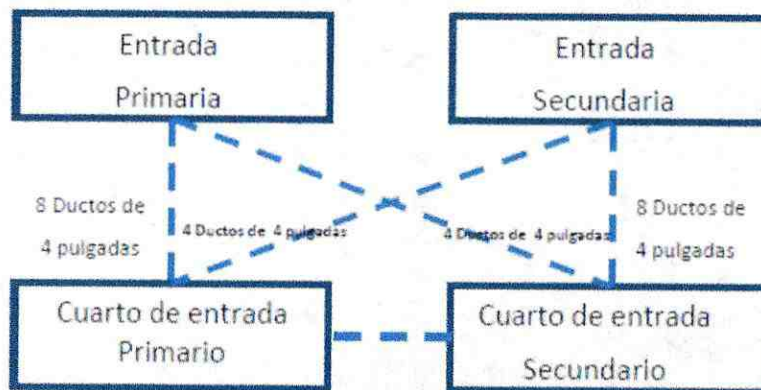 Entrada
Primaria
Entrada
Secundaria
8 Ductos de
4 pulgadas
4 Ductos de 4 pulgadas
4 Ductos de 4 pulgadas
8 Ductos de
4 pulgadas
Cuarto de entrada
Primario
Cuarto de entrada
Secundario